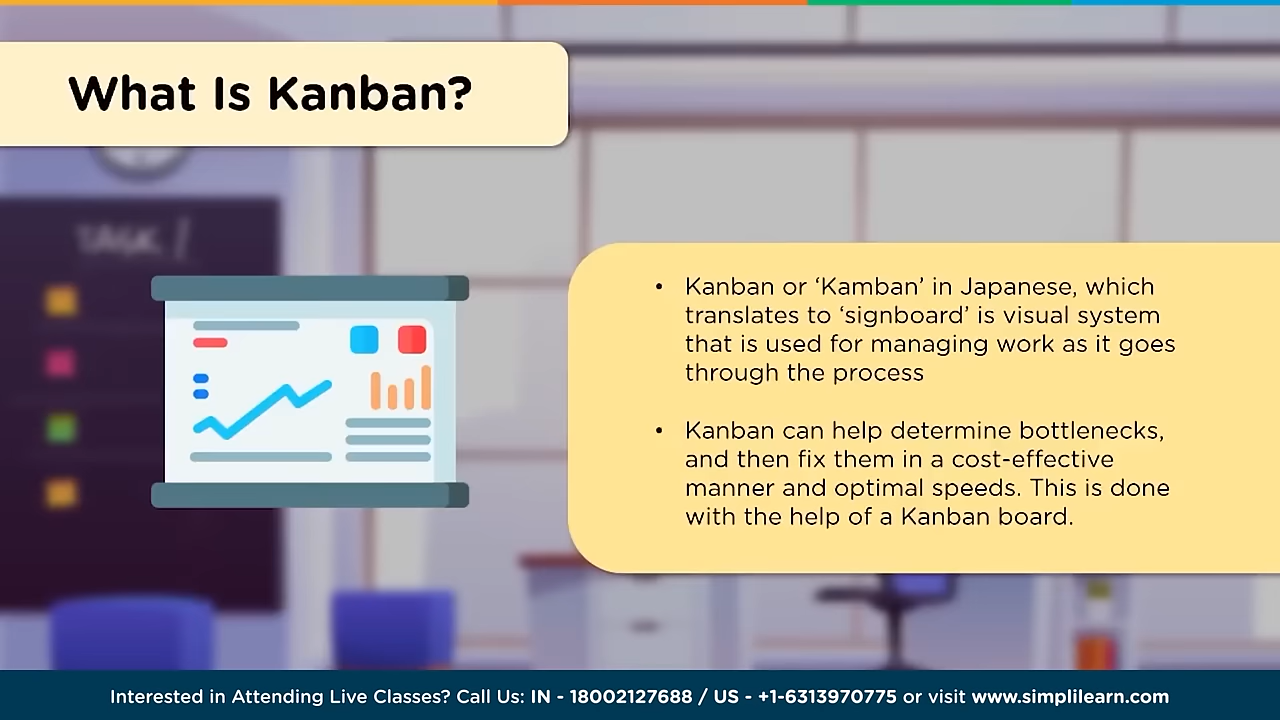 What Is Kanban?
TASK /
• Kanban or ‘Kamban’ in Japanese, which
translates to ‘signboard’ is visual system
that is used for managing work as it goes
through the process
• Kanban can help determine bottlenecks,
and then fix them in a cost-effective
manner and optimal speeds. This is done
with the help of a Kanban board.
Interested in Attending Live Classes? Call Us: IN - 18002127688 / US - +1-6313970775 or visit www.simplilearn.com